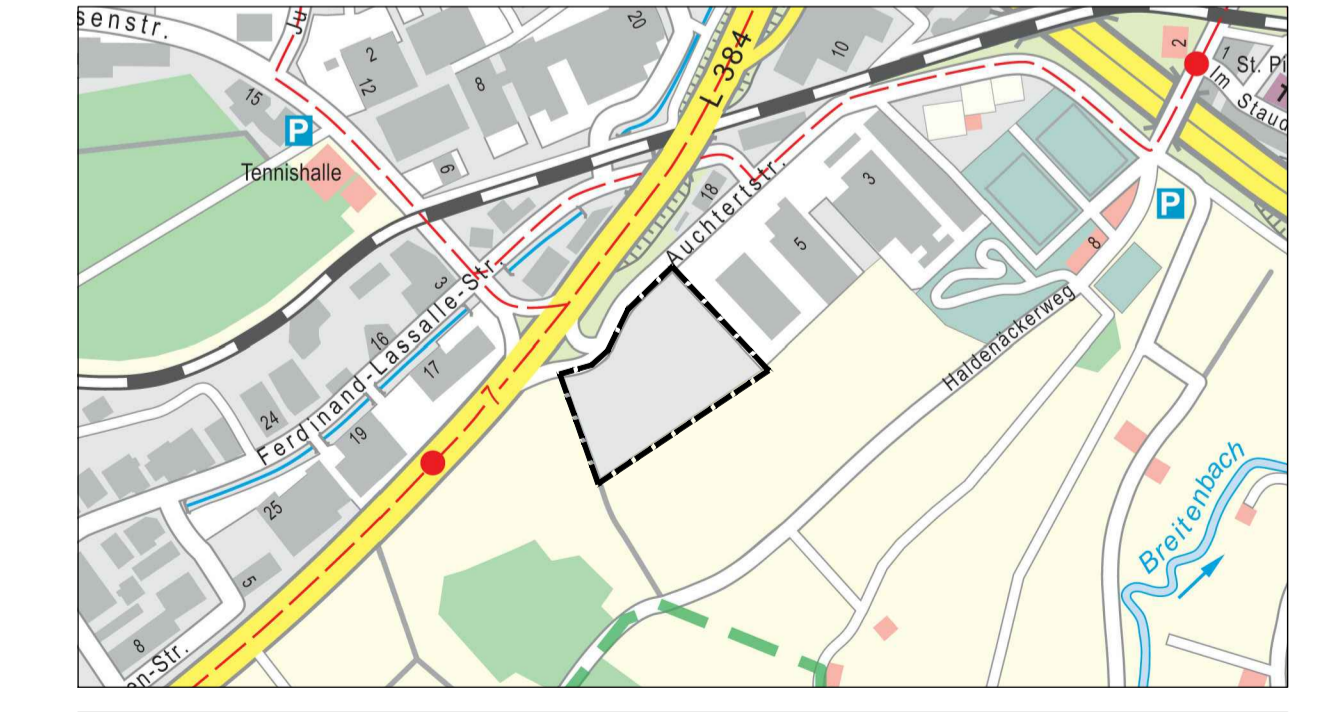 senstr.
Ju
2
12
8
20
10
L 384
2
1
St. Pi
Im Staud
T
15
P
Tennishalle
6
18
Auchtertstr.
3
5
P
8
Haldenäckerweg
3
16
17
Ferdinand-Lassalle-Str.
24
19
25
7
5
8
en-Str.
Breitenbach